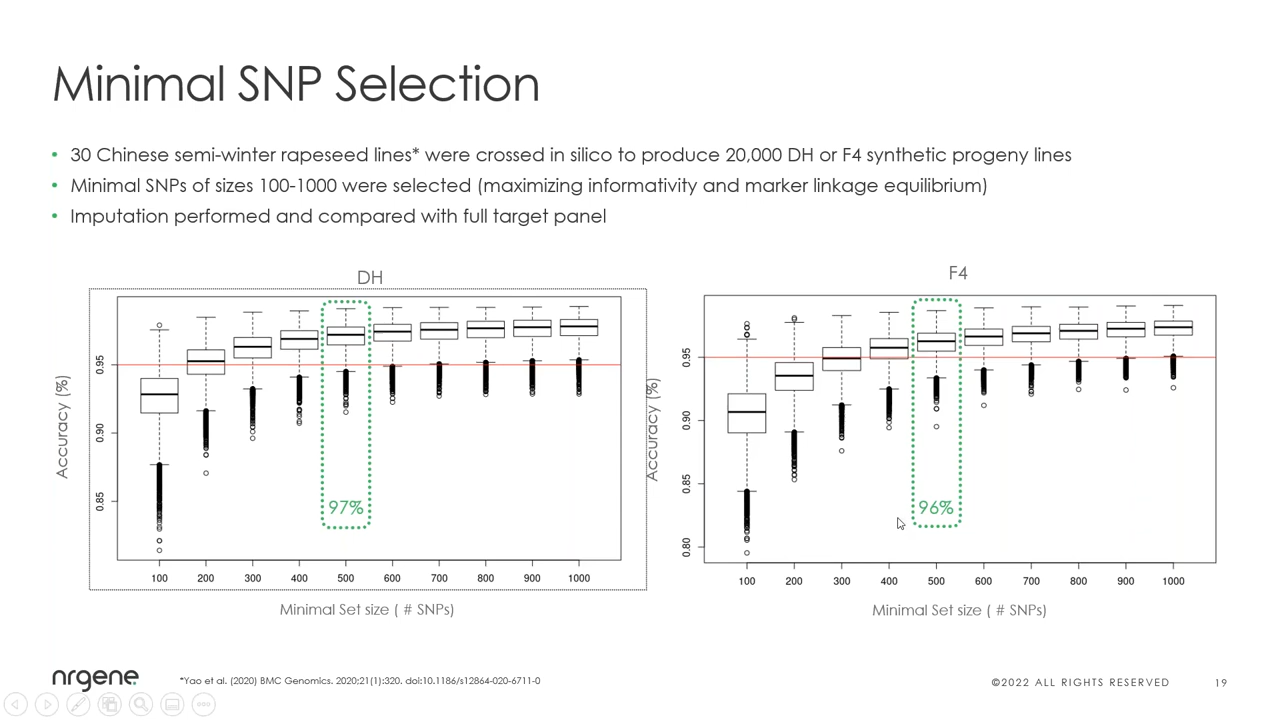 Minimal SNP Selection
• 30 Chinese semi-winter rapeseed lines* were crossed in silico to produce 20,000 DH or F4 synthetic progeny lines
• Minimal SNPs of sizes 100-1000 were selected (maximizing informativity and marker linkage equilibrium)
• Imputation performed and compared with full target panel
DH
Accuracy (%)
0.95
0.90
0.85
97%
100 200 300 400 500 600 700 800 900 1000
Minimal Set size ( # SNPs)
F4
Accuracy (%)
0.95
0.90
0.85
0.80
96%
100 200 300 400 500 600 700 800 900 1000
Minimal Set size ( # SNPs)
nrgene
*Yao et al. (2020) BMC Genomics. 2020;21(1):320. doi:10.1186/s12864-020-6711-0
©2022 ALL RIGHTS RESERVED
19